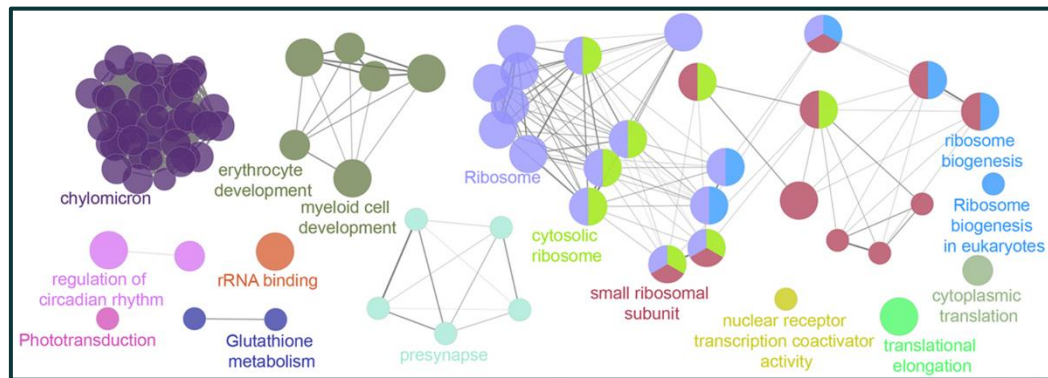 chylomicron
erythrocyte
development
myeloid cell
development
Ribosome
cytosolic
ribosome
small ribosomal
subunit
ribosome
biogenesis
Ribosome
biogenesis
in eukaryotes
cytoplasmic
translation
translational
elongation
nuclear receptor
transcription coactivator
activity
regulation of
circadian rhythm
rRNA binding
Phototransduction
Glutathione
metabolism
presynapse